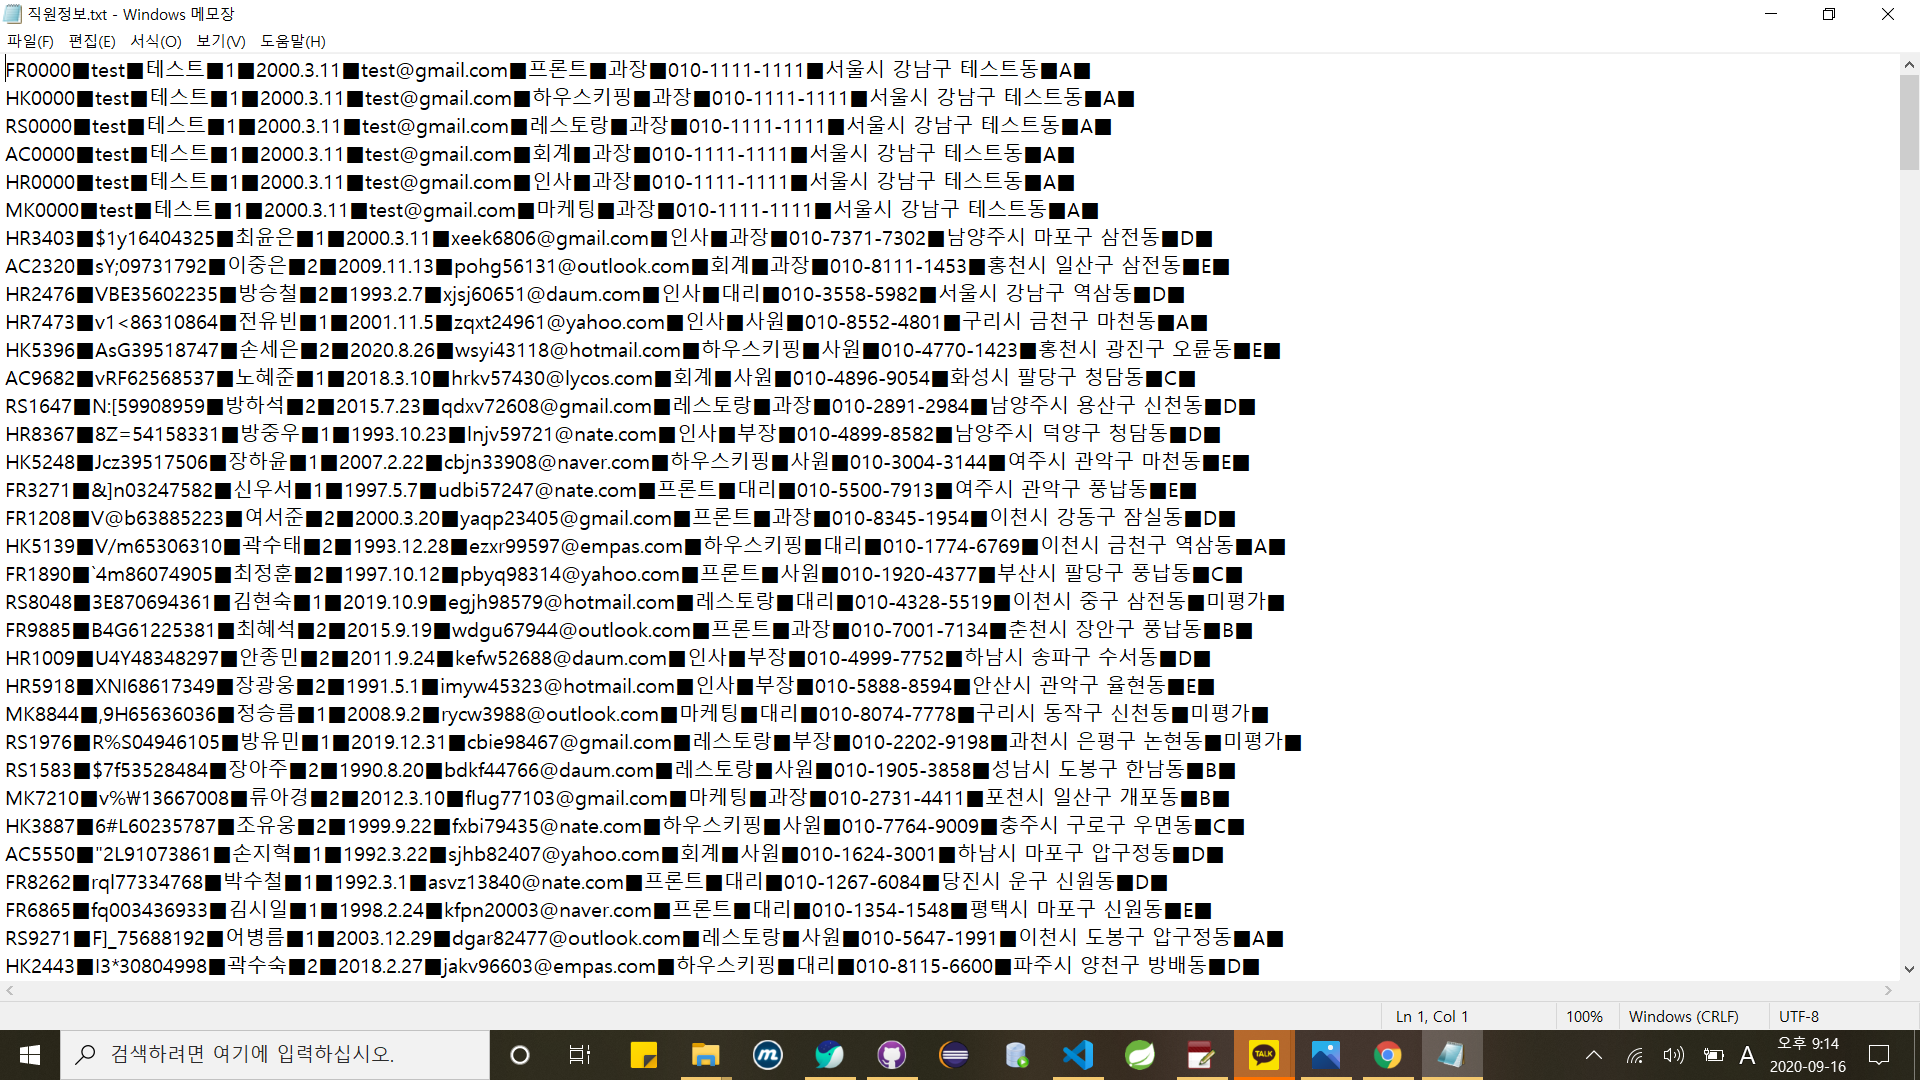 직원정보.txt - Windows 메모장
파일(F) 편집(E) 서식(O) 보기(V) 도움말(H)
FR0000■test■테스트■1■2000.3.11■test@gmail.com■프론트■과장■010-1111-1111■서울시 강남구 테스트동■A■
HK0000■test■테스트■1■2000.3.11■test@gmail.com■하우스키핑■과장■010-1111-1111■서울시 강남구 테스트동■A■
RS0000■test■테스트■1■2000.3.11■test@gmail.com■레스토랑■과장■010-1111-1111■서울시 강남구 테스트동■A■
AC0000■test■테스트■1■2000.3.11■test@gmail.com■회계■과장■010-1111-1111■서울시 강남구 테스트동■A■
HR0000■test■테스트■1■2000.3.11■test@gmail.com■인사■과장■010-1111-1111■서울시 강남구 테스트동■A■
MK0000■test■테스트■1■2000.3.11■test@gmail.com■마케팅■과장■010-1111-1111■서울시 강남구 테스트동■A■
HR3403■$1y16404325■최윤은■1■2000.3.11■xeek6806@gmail.com■인사■과장■010-7371-7302■남양주시 마포구 삼전동■D■
AC2320■sY;09731792■이중은■2■2009.11.13■pohg56131@outlook.com■회계■과장■010-8111-1453■홍천시 일산구 삼전동■E■
HR2476■VBE35602235■방승철■2■1993.2.7■xjsj60651@daum.com■인사■대리■010-3558-5982■서울시 강남구 역삼동■D■
HR7473■v1<86310864■전유빈■1■2001.11.5■zqxt24961@yahoo.com■인사■사원■010-8552-4801■구리시 금천구 마천동■A■
HK5396■AsG39518747■손세은■2■2020.8.26■wsyi43118@hotmail.com■하우스키핑■사원■010-4770-1423■홍천시 광진구 오륜동■E■
AC9682■vRF62568537■노혜준■1■2018.3.10■hrkv57430@lycos.com■회계■사원■010-4896-9054■화성시 팔당구 청담동■C■
RS1647■N:[59908959■방하석■2■2015.7.23■qdxv72608@gmail.com■레스토랑■과장■010-2891-2984■남양주시 용산구 신천동■D■
HR8367■8Z=54158331■방중우■1■1993.10.23■lnjv59721@nate.com■인사■부장■010-4899-8582■남양주시 덕양구 청담동■D■
HK5248■Jcz39517506■장하윤■1■2007.2.22■cbjn33908@naver.com■하우스키핑■사원■010-3004-3144■여주시 관악구 마천동■E■
FR3271■&]n03247582■신우서■1■1997.5.7■udbi57247@nate.com■프론트■대리■010-5500-7913■여주시 관악구 풍납동■E■
FR1208■V@b63885223■여서준■2■2000.3.20■yaqp23405@gmail.com■프론트■과장■010-8345-1954■이천시 강동구 잠실동■D■
HK5139■V/m65306310■곽수태■2■1993.12.28■ezxr99597@empas.com■하우스키핑■대리■010-1774-6769■이천시 금천구 역삼동■A■
FR1890■`4m86074905■최정훈■2■1997.10.12■pbyq98314@yahoo.com■프론트■사원■010-1920-4377■부산시 팔당구 풍납동■C■
RS8048■3E870694361■김현숙■1■2019.10.9■egjh98579@hotmail.com■레스토랑■대리■010-4328-5519■이천시 중구 삼전동■미평가■
FR9885■B4G61225381■최혜석■2■2015.9.19■wdgu67944@outlook.com■프론트■과장■010-7001-7134■춘천시 장안구 풍납동■B■
HR1009■U4Y48348297■안종민■2■2011.9.24■kefw52688@daum.com■인사■부장■010-4999-7752■하남시 송파구 수서동■D■
HR5918■XNI68617349■장광웅■2■1991.5.1■imyw45323@hotmail.com■인사■부장■010-5888-8594■안산시 관악구 율현동■E■
MK8844■,9H65636036■정승름■1■2008.9.2■rycw3988@outlook.com■마케팅■대리■010-8074-7778■구리시 동작구 신천동■미평가■
RS1976■R%S04946105■방유민■1■2019.12.31■cbie98467@gmail.com■레스토랑■부장■010-2202-9198■과천시 은평구 논현동■미평가■
RS1583■$7f53528484■장아주■2■1990.8.20■bdkf44766@daum.com■레스토랑■사원■010-1905-3858■성남시 도봉구 한남동■B■
MK7210■v%₩13667008■류아경■2■2012.3.10■flug77103@gmail.com■마케팅■과장■010-2731-4411■포천시 일산구 개포동■B■
HK3887■6#L60235787■조유웅■2■1999.9.22■fxbi79435@nate.com■하우스키핑■사원■010-7764-9009■충주시 구로구 우면동■C■
AC5550■"2L91073861■손지혁■1■1992.3.22■sjhb82407@yahoo.com■회계■사원■010-1624-3001■하남시 마포구 압구정동■D■
FR8262■rql77334768■박수철■1■1992.3.1■asvz13840@nate.com■프론트■대리■010-1267-6084■당진시 운구 신원동■D■
FR6865■fq003436933■김시일■1■1998.2.24■kfpn20003@naver.com■프론트■대리■010-1354-1548■평택시 마포구 신원동■E■
RS9271■F]_75688192■어병름■1■2003.12.29■dgar82477@outlook.com■레스토랑■사원■010-5647-1991■이천시 도봉구 압구정동■A■
HK2443■I3*30804998■곽수숙■2■2018.2.27■jakv96603@empas.com■하우스키핑■대리■010-8115-6600■파주시 양천구 방배동■D■
Ln 1, Col 1 100% Windows (CRLF) UTF-8
검색하려면 여기에 입력하십시오.
TALK
A
오후 9:14
2020-09-16